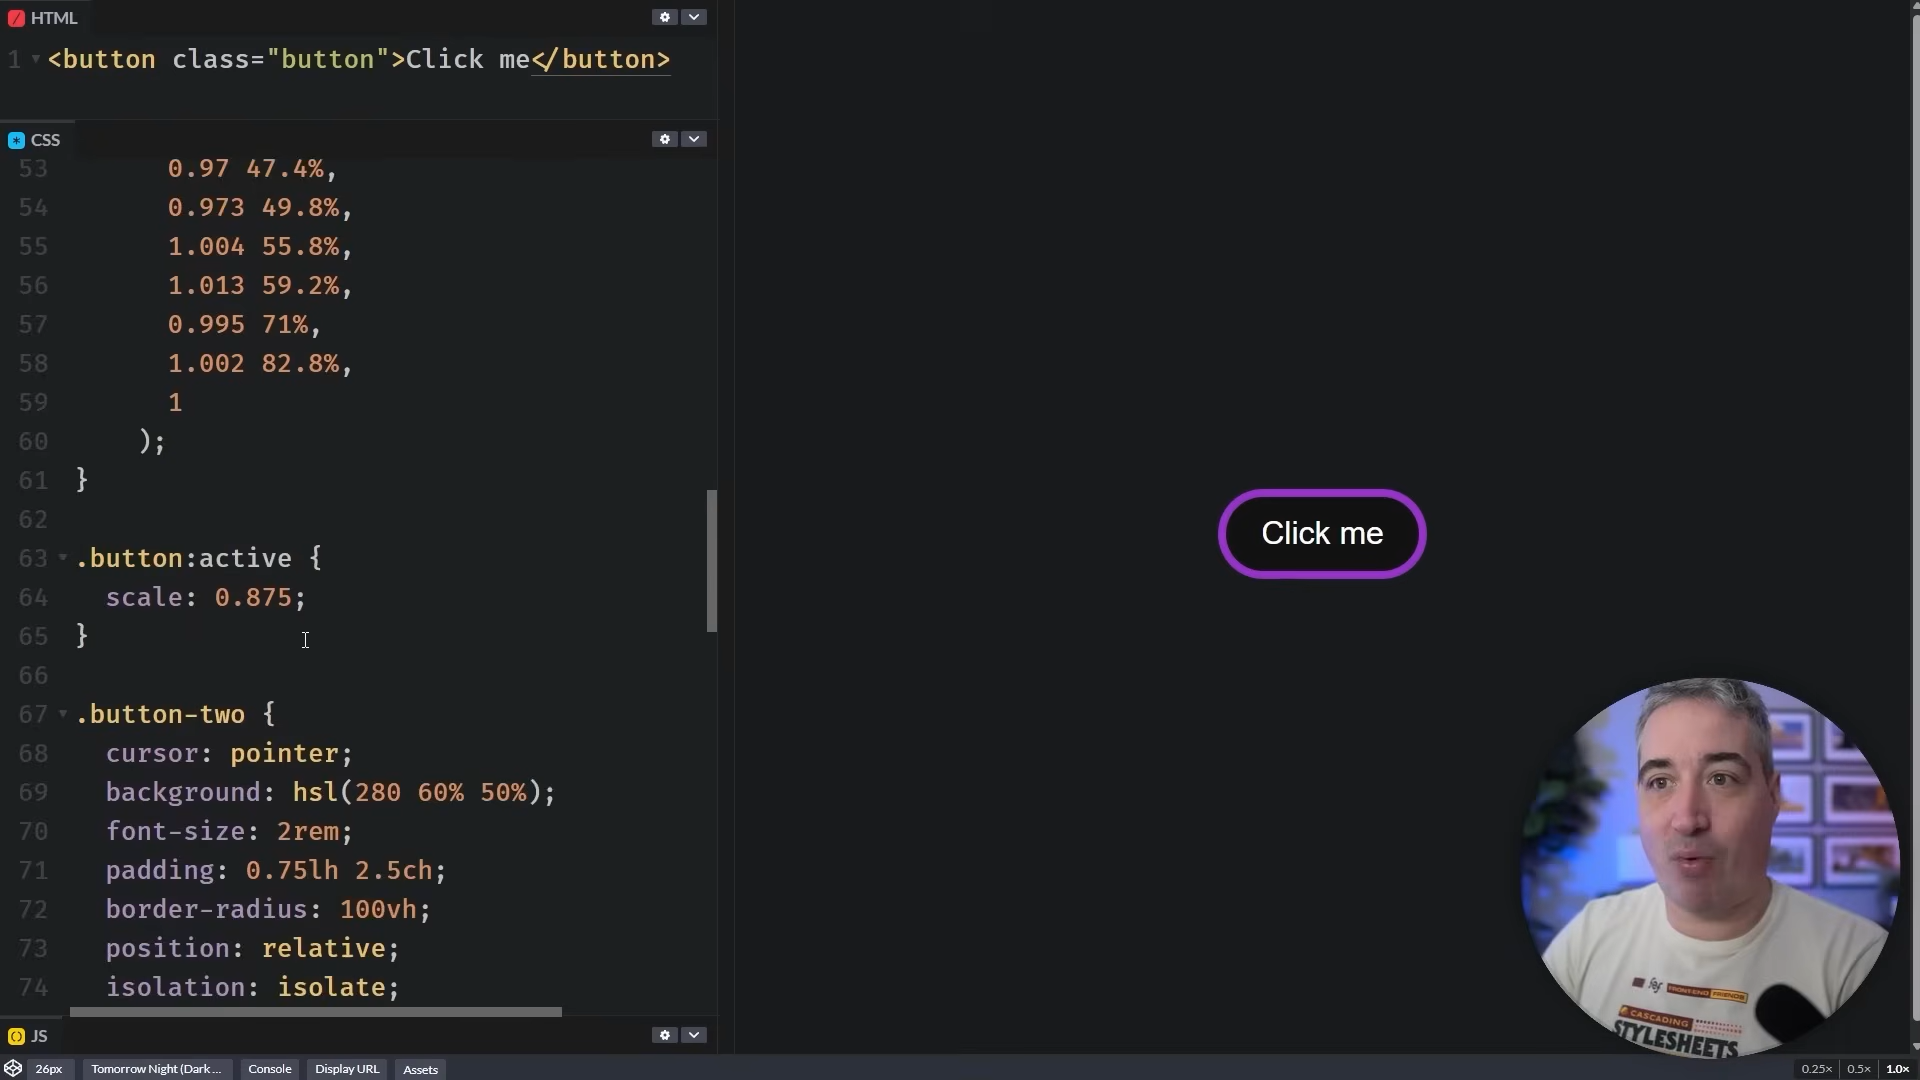 HTML
1 <button class="button">Click me</button>
CSS
53 0.97 47.4%,
54 0.973 49.8%,
55 1.004 55.8%,
56 1.013 59.2%,
57 0.995 71%,
58 1.002 82.8%,
59 1
60 );
61 }
62
63 .button:active {
64 scale: 0.875;
65 }
66
67 .button-two {
68 cursor: pointer;
69 background: hsl(280 60% 50%);
70 font-size: 2rem;
71 padding: 0.75lh 2.5ch;
72 border-radius: 100vh;
73 position: relative;
74 isolation: isolate;
JS
Click me
FRONT-END FRIENDS
CASCADING
STYLESHEETS
26px Tomorrow Night (Dark ... Console Display URL Assets
0.25× 0.5× 1.0×